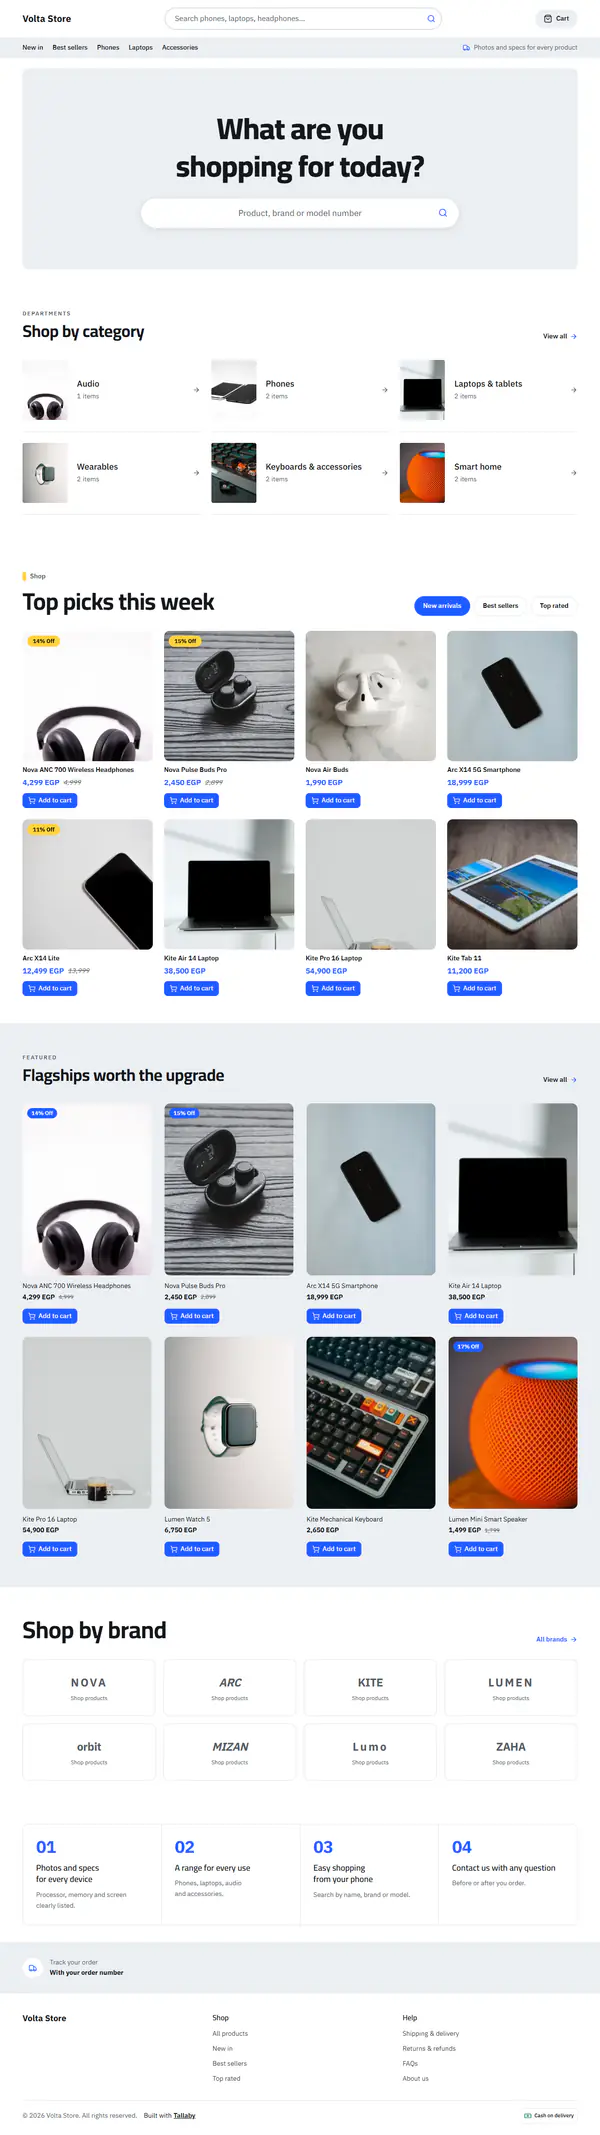 Volta Store
Search phones, laptops, headphones...
Cart
New in
Best sellers
Phones
Laptops
Accessories
Photos and specs for every product
What are you
shopping for today?
Product, brand or model number
DEPARTMENTS
Shop by category
View all
Audio
1 items
Phones
2 items
Laptops & tablets
2 items
Wearables
2 items
Keyboards & accessories
2 items
Smart home
2 items
Shop
Top picks this week
New arrivals
Best sellers
Top rated
14% Off
Nova ANC 700 Wireless Headphones
4,299 EGP 4,999
Add to cart
15% Off
Nova Pulse Buds Pro
2,450 EGP 2,899
Add to cart
Nova Air Buds
1,990 EGP
Add to cart
Arc X14 5G Smartphone
18,999 EGP
Add to cart
11% Off
Arc X14 Lite
12,499 EGP 13,999
Add to cart
Kite Air 14 Laptop
38,500 EGP
Add to cart
Kite Pro 16 Laptop
54,900 EGP
Add to cart
Kite Tab 11
11,200 EGP
Add to cart
FEATURED
Flagships worth the upgrade
View all
14% Off
Nova ANC 700 Wireless Headphones
4,299 EGP 4,999
Add to cart
15% Off
Nova Pulse Buds Pro
2,450 EGP 2,899
Add to cart
Arc X14 5G Smartphone
18,999 EGP
Add to cart
Kite Air 14 Laptop
38,500 EGP
Add to cart
Kite Pro 16 Laptop
54,900 EGP
Add to cart
Lumen Watch 5
6,750 EGP
Add to cart
Kite Mechanical Keyboard
2,650 EGP
Add to cart
17% Off
Lumen Mini Smart Speaker
1,499 EGP 1,799
Add to cart
Shop by brand
All brands
NOVA
Shop products
ARC
Shop products
KITE
Shop products
LUMEN
Shop products
orbit
Shop products
MIZAN
Shop products
Lumo
Shop products
ZAHA
Shop products
01
Photos and specs
for every device
Processor, memory and screen
clearly listed.
02
A range for every use
Phones, laptops, audio
and accessories.
03
Easy shopping
from your phone
Search by name, brand or model.
04
Contact us with any question
Before or after you order.
Track your order
With your order number
Volta Store
Shop
All products
New in
Best sellers
Top rated
Help
Shipping & delivery
Returns & refunds
FAQs
About us
© 2026 Volta Store. All rights reserved.
Built with Tallaby
Cash on delivery